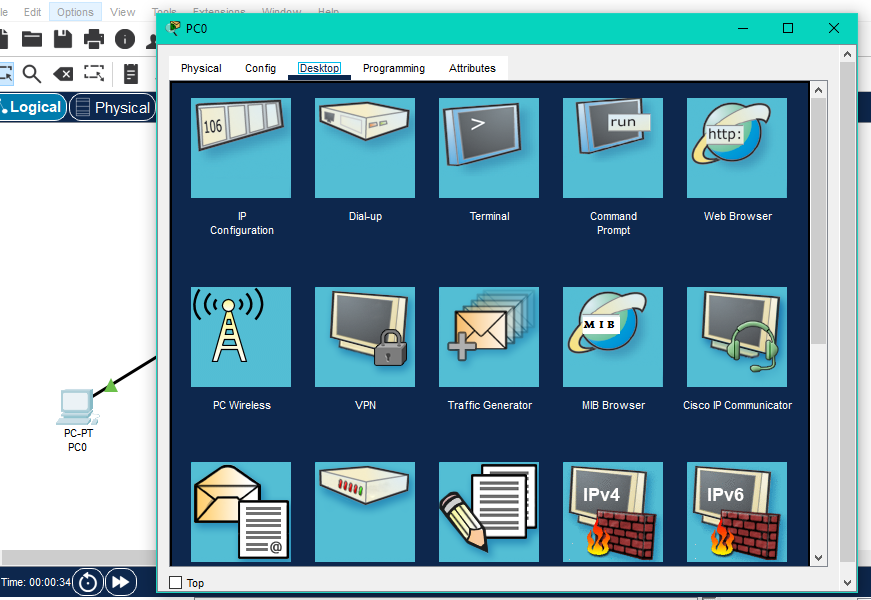 le Edit Options View Tools Extensions Window Help
PC0
Physical Config Desktop Programming Attributes
Logical Physical
106
>
run
http:
IP
Configuration
Dial-up
Terminal
Command
Prompt
Web Browser
MIB
PC Wireless
VPN
Traffic Generator
MIB Browser
Cisco IP Communicator
PC-PT
PC0
@
IPv4
IPv6
Time: 00:00:34
Top